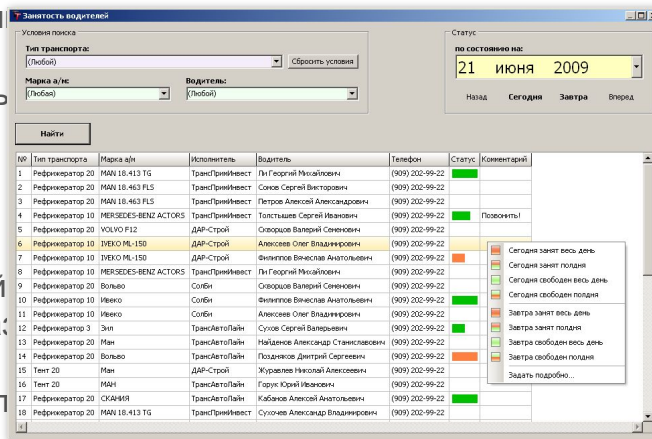 Занятость водителей
Условия поиска
Тип транспорта:
(Любой)
Сбросить условия
Марка а/м:
Водитель:
(Любая)
(Любой)
Статус
по состоянию на:
21 июня 2009
Назад Сегодня Завтра Вперед
Найти
№ Тип транспорта Марка а/м Исполнитель Водитель Телефон Статус Комментарий
1 Рефрижератор 20 MAN 18.413 TG ТрансПримИнвест Ли Георгий Михайлович (909) 202-99-22
2 Рефрижератор 20 MAN 18.463 FLS ТрансПримИнвест Сонов Сергей Викторович (909) 202-99-22
3 Рефрижератор 20 MAN 18.463 FLS ТрансПримИнвест Петров Алексей Александрович (909) 202-99-22
4 Рефрижератор 10 MERSEDES-BENZ ACTORS ТрансПримИнвест Толстышев Сергей Иванович (909) 202-99-22 Позвонить!
5 Рефрижератор 20 VOLVO F12 ДАР-Строй Скворцов Валерий Сененович (909) 202-99-22
6 Рефрижератор 10 IVEKO ML-150 ДАР-Строй Алексеев Олег Владимирович (909) 202-99-22
7 Рефрижератор 10 IVEKO ML-150 ДАР-Строй Филиппов Вячеслав Анатольевич (909) 202-99-22
8 Рефрижератор 10 MERSEDES-BENZ ACTORS ТрансПримИнвест Ли Георгий Михайлович (909) 202-99-22
9 Рефрижератор 20 Вольво СолБи Скворцов Валерий Сененович (909) 202-99-22
10 Рефрижератор 10 Ивеко СолБи Филиппов Вячеслав Анатольевич (909) 202-99-22
11 Рефрижератор 10 Ивеко СолБи Алексеев Олег Владимирович (909) 202-99-22
12 Рефрижератор 3 Зил ТрансАвтоЛайн Сухов Сергей Валерьевич (909) 202-99-22
13 Рефрижератор 20 Ман ТрансАвтоЛайн Найденов Александр Станиславович (909) 202-99-22
14 Рефрижератор 20 Вольво ТрансАвтоЛайн Поздняков Дмитрий Сергеевич (909) 202-99-22
15 Тент 20 Ман ДАР-Строй Журавлев Николай Алексеевич (909) 202-99-22
16 Тент 20 МАН ТрансАвтоЛайн Горук Юрий Иванович (909) 202-99-22
17 Рефрижератор 20 СКАНИЯ ТрансАвтоЛайн Кабанов Алексей Анатольевич (909) 202-99-22
18 Рефрижератор 20 MAN 18.413 TG ТрансПримИнвест Сухочев Александр Владимирович (909) 202-99-22
Сегодня занят весь день
Сегодня занят полдня
Сегодня свободен весь день
Сегодня свободен полдня
Завтра занят весь день
Завтра занят полдня
Завтра свободен весь день
Завтра свободен полдня
Задать подробно...